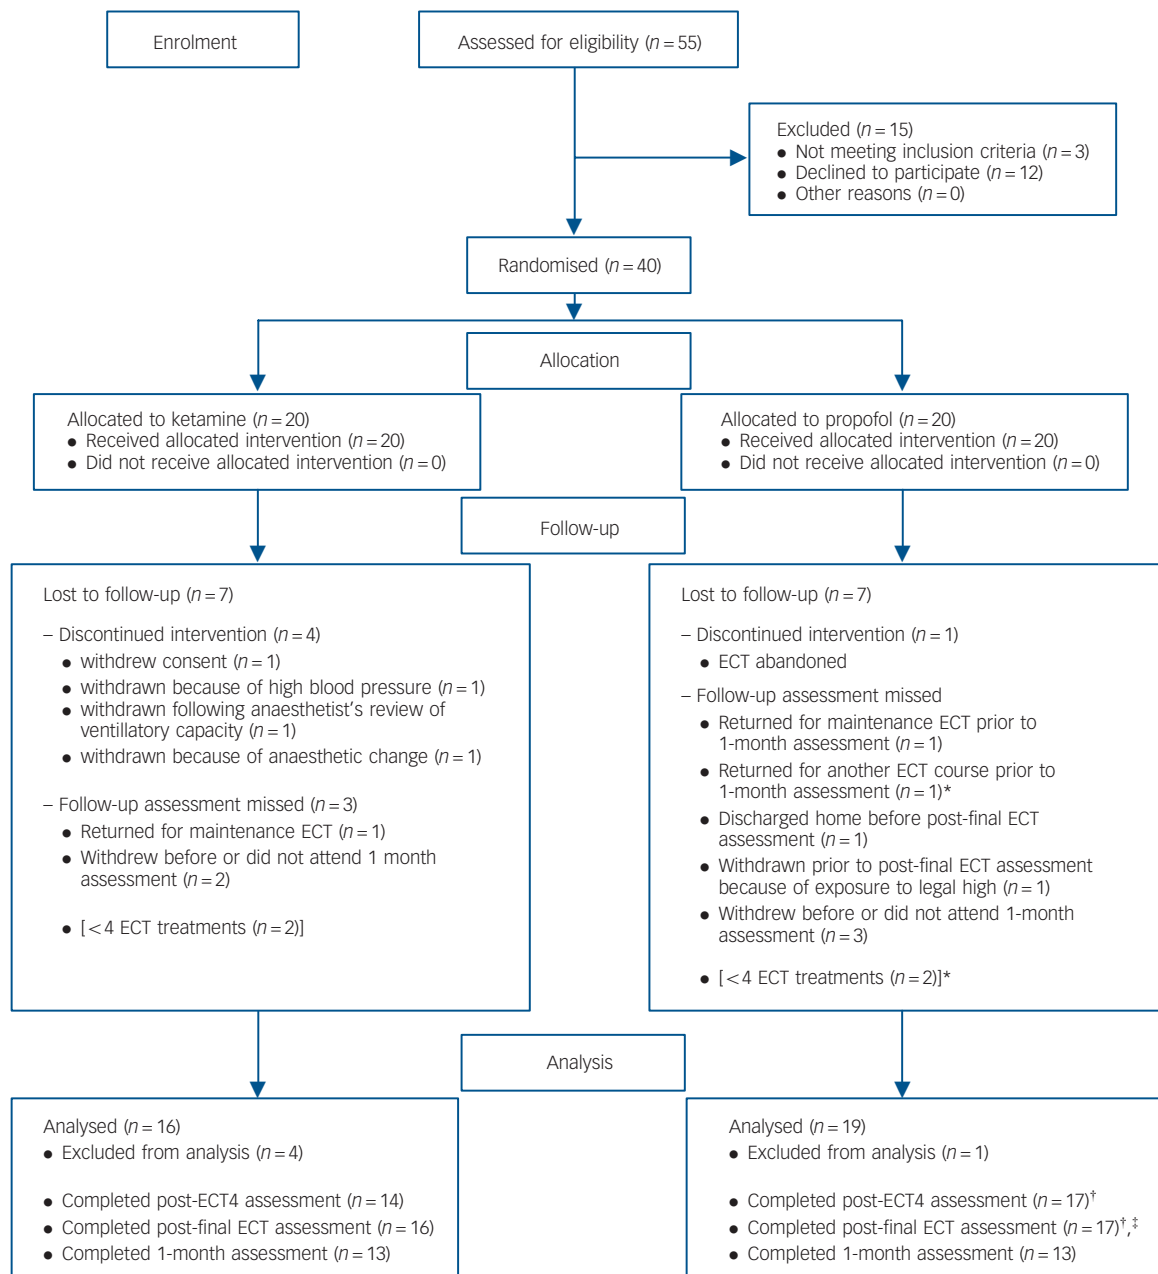 Enrolment
Assessed for eligibility (n = 55)
Excluded (n = 15)
● Not meeting inclusion criteria (n = 3)
● Declined to participate (n = 12)
● Other reasons (n = 0)
Randomised (n = 40)
Allocation
Allocated to ketamine (n = 20)
● Received allocated intervention (n = 20)
● Did not receive allocated intervention (n = 0)
Allocated to propofol (n = 20)
● Received allocated intervention (n = 20)
● Did not receive allocated intervention (n = 0)
Follow-up
Lost to follow-up (n = 7)
– Discontinued intervention (n = 4)
● withdrew consent (n = 1)
● withdrawn because of high blood pressure (n = 1)
● withdrawn following anaesthetist's review of
ventillatory capacity (n = 1)
● withdrawn because of anaesthetic change (n = 1)
– Follow-up assessment missed (n = 3)
● Returned for maintenance ECT (n = 1)
● Withdrew before or did not attend 1 month
assessment (n = 2)
● [<4 ECT treatments (n = 2)]
Lost to follow-up (n = 7)
– Discontinued intervention (n = 1)
● ECT abandoned
– Follow-up assessment missed
● Returned for maintenance ECT prior to
1-month assessment (n = 1)
● Returned for another ECT course prior to
1-month assessment (n = 1)*
● Discharged home before post-final ECT
assessment (n = 1)
● Withdrawn prior to post-final ECT assessment
because of exposure to legal high (n = 1)
● Withdrew before or did not attend 1-month
assessment (n = 3)
● [<4 ECT treatments (n = 2)]*
Analysis
Analysed (n = 16)
● Excluded from analysis (n = 4)
● Completed post-ECT4 assessment (n = 14)
● Completed post-final ECT assessment (n = 16)
● Completed 1-month assessment (n = 13)
Analysed (n = 19)
● Excluded from analysis (n = 1)
● Completed post-ECT4 assessment (n = 17)†
● Completed post-final ECT assessment (n = 17)†,‡
● Completed 1-month assessment (n = 13)